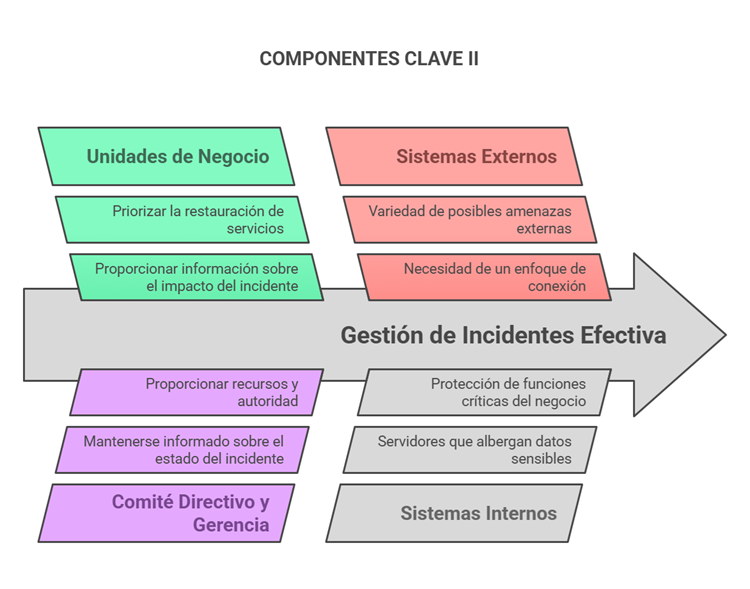 COMPONENTES CLAVE II
Unidades de Negocio
Priorizar la restauración de
servicios
Proporcionar información sobre
el impacto del incidente
Sistemas Externos
Variedad de posibles amenazas
externas
Necesidad de un enfoque de
conexión
Gestión de Incidentes Efectiva
Proporcionar recursos y
autoridad
Mantenerse informado sobre el
estado del incidente
Comité Directivo y
Gerencia
Protección de funciones
críticas del negocio
Servidores que albergan datos
sensibles
Sistemas Internos